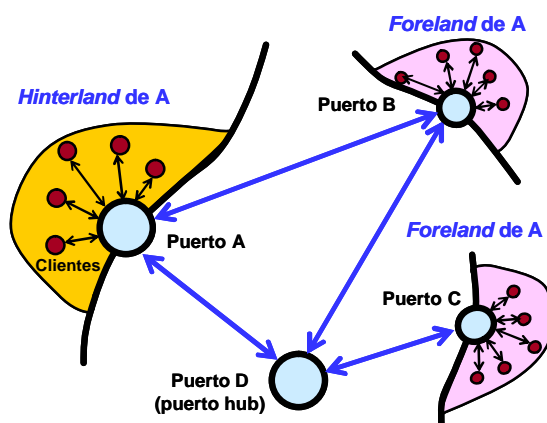 Foreland de A
Hinterland de A
Puerto B
Puerto A
Clientes
Foreland de A
Puerto C
Puerto D
(puerto hub)